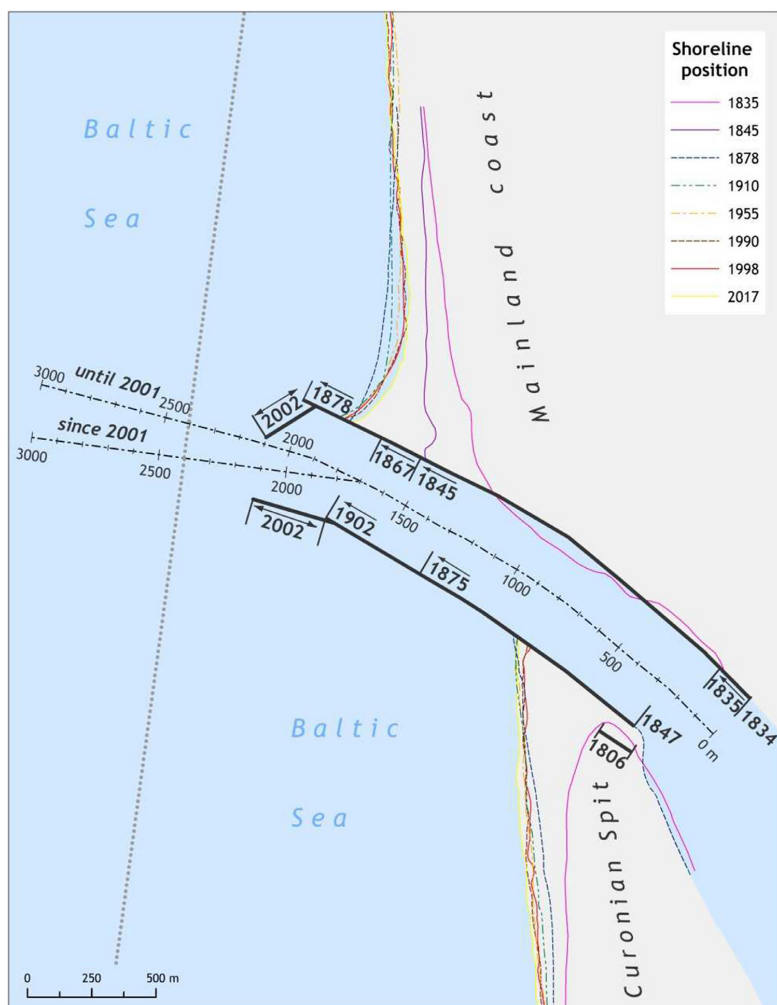 Shoreline
position
1835
1845
1878
1910
1955
1990
1998
2017
Baltic
Sea
Mainland coast
3000
until 2001
2500
2000
since 2001
3000
2500
2000
1500
1000
500
0 m
2002
1878
1867
1845
2002
1902
1875
1835
1834
1847
1806
Baltic
Sea
Curonian Spit
0
250
500 m